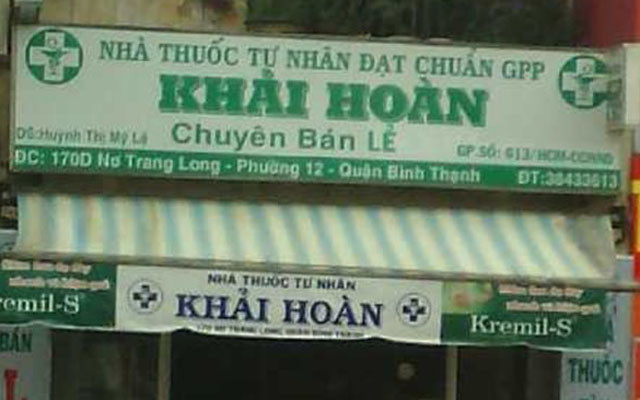 NHÀ THUỐC TƯ NHÂN ĐẠT CHUẨN GPP
KHẢI HOÀN
DS:Huỳnh Thị Mỹ Lệ
Chuyên Bán LẺ
GP.SỐ: 613/HCM-CCHND
ĐC: 170D Nơ Trang Long - Phường 12 - Quận Bình Thạnh
ĐT:38433613
NHÀ THUỐC TƯ NHÂN
KHẢI HOÀN
remil-S
Kremil-S
BÁN
THUỐC